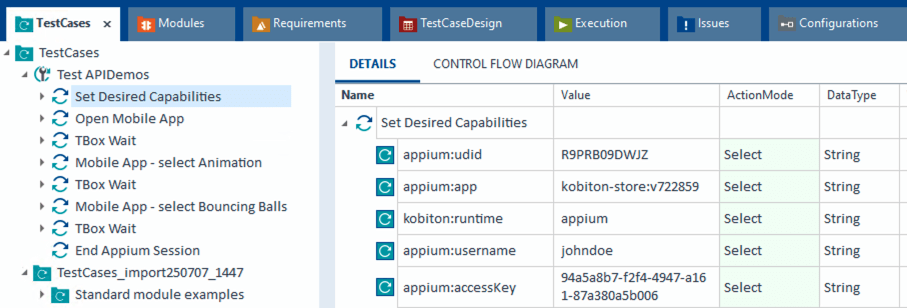 TestCases
Modules
Requirements
TestCaseDesign
Execution
Issues
Configurations
TestCases
Test APIDemos
Set Desired Capabilities
Open Mobile App
TBox Wait
Mobile App - select Animation
TBox Wait
Mobile App - select Bouncing Balls
TBox Wait
End Appium Session
TestCases_import250707_1447
Standard module examples
DETAILS
CONTROL FLOW DIAGRAM
Name Value ActionMode DataType
Set Desired Capabilities
appium:udid R9PRB09DWJZ Select String
appium:app kobiton-store:v722859 Select String
kobiton:runtime appium Select String
appium:username johndoe Select String
appium:accessKey 94a5a8b7-f2f4-4947-a16 Select String
1-87a380a5b006